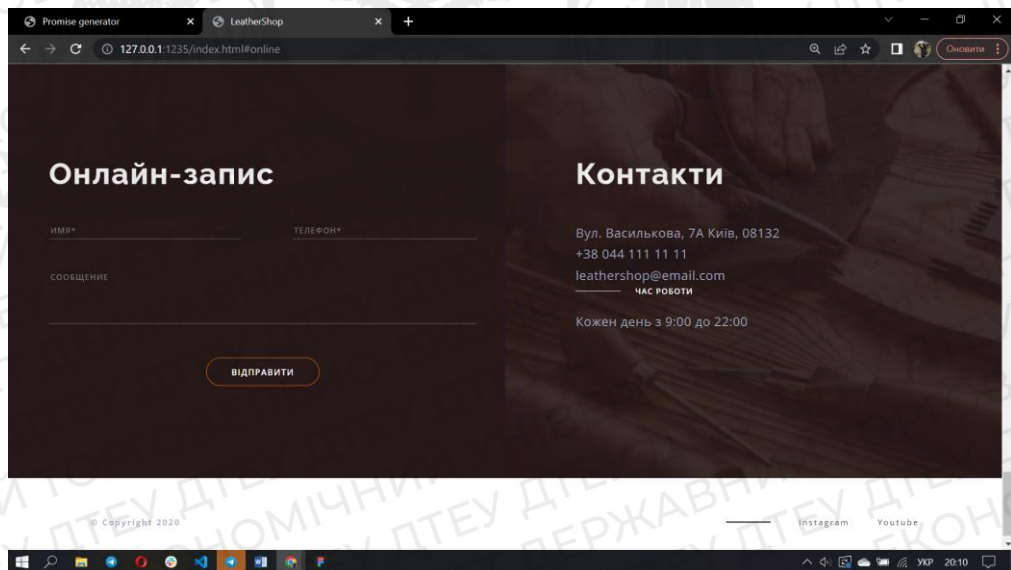 Promise generator
LeatherShop
127.0.0.1:1235/index.html#online
Оновити
Онлайн-запис
ИМЯ*
ТЕЛЕФОН*
СООБЩЕНИЕ
ВІДПРАВИТИ
Контакти
Вул. Василькова, 7А Київ, 08132
+38 044 111 11 11
leathershop@email.com
ЧАС РОБОТИ
Кожен день з 9:00 до 22:00
© Copyright 2020
Instagram
Youtube
УКР
20:10